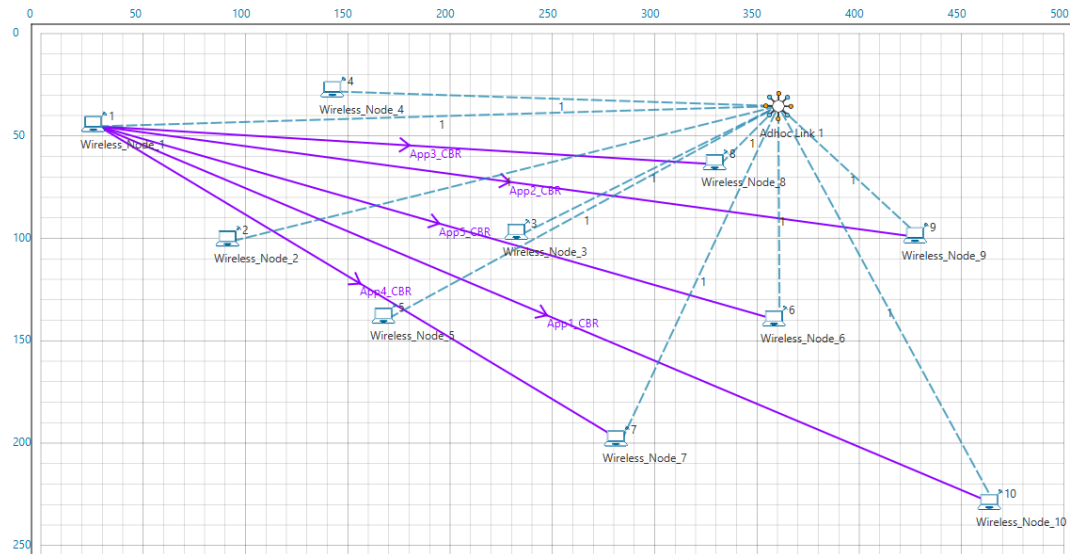 0 50 100 150 200 250 300 350 400 450 500
0
4
Wireless_Node_4
1
Adhoc Link 1
1
Wireless_Node_1
1
50
App3_CBR
1
8
Wireless_Node_8
App2_CBR
1
1
2
Wireless_Node_2
App5_CBR
3
Wireless_Node_3
1
1
9
Wireless_Node_9
100
App4_CBR
1
5
Wireless_Node_5
App1_CBR
6
Wireless_Node_6
1
150
7
Wireless_Node_7
200
10
Wireless_Node_10
250